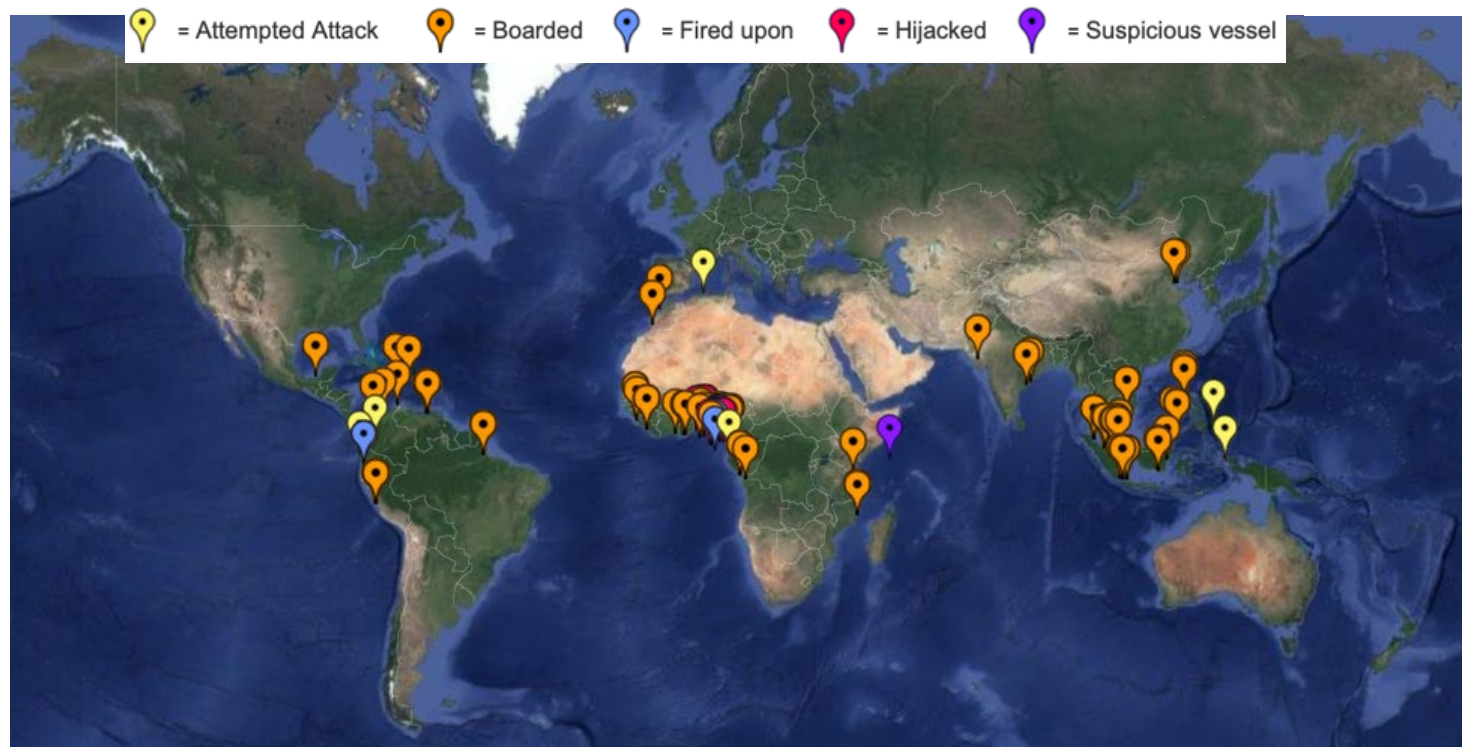 = Attempted Attack = Boarded = Fired upon = Hijacked = Suspicious vessel